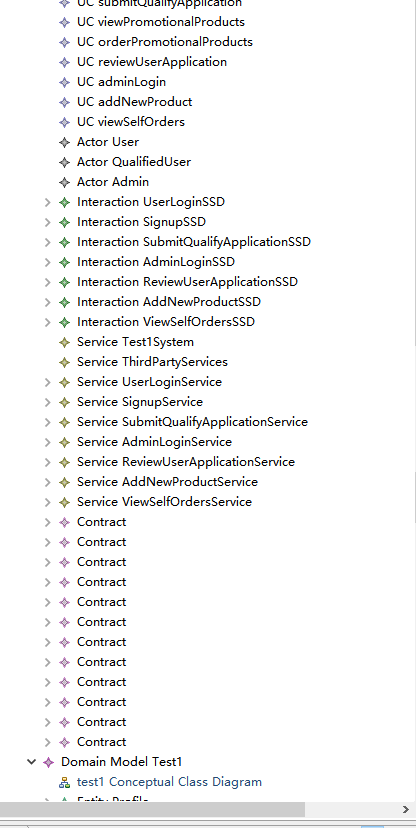 UC submitQualifyApplication
UC viewPromotionalProducts
UC orderPromotionalProducts
UC reviewUserApplication
UC adminLogin
UC addNewProduct
UC viewSelfOrders
Actor User
Actor QualifiedUser
Actor Admin
Interaction UserLoginSSD
Interaction SignupSSD
Interaction SubmitQualifyApplicationSSD
Interaction AdminLoginSSD
Interaction ReviewUserApplicationSSD
Interaction AddNewProductSSD
Interaction ViewSelfOrdersSSD
Service Test1System
Service ThirdPartyServices
Service UserLoginService
Service SignupService
Service SubmitQualifyApplicationService
Service AdminLoginService
Service ReviewUserApplicationService
Service AddNewProductService
Service ViewSelfOrdersService
Contract
Contract
Contract
Contract
Contract
Contract
Contract
Contract
Contract
Contract
Contract
Contract
Domain Model Test1
test1 Conceptual Class Diagram
Entity Profile